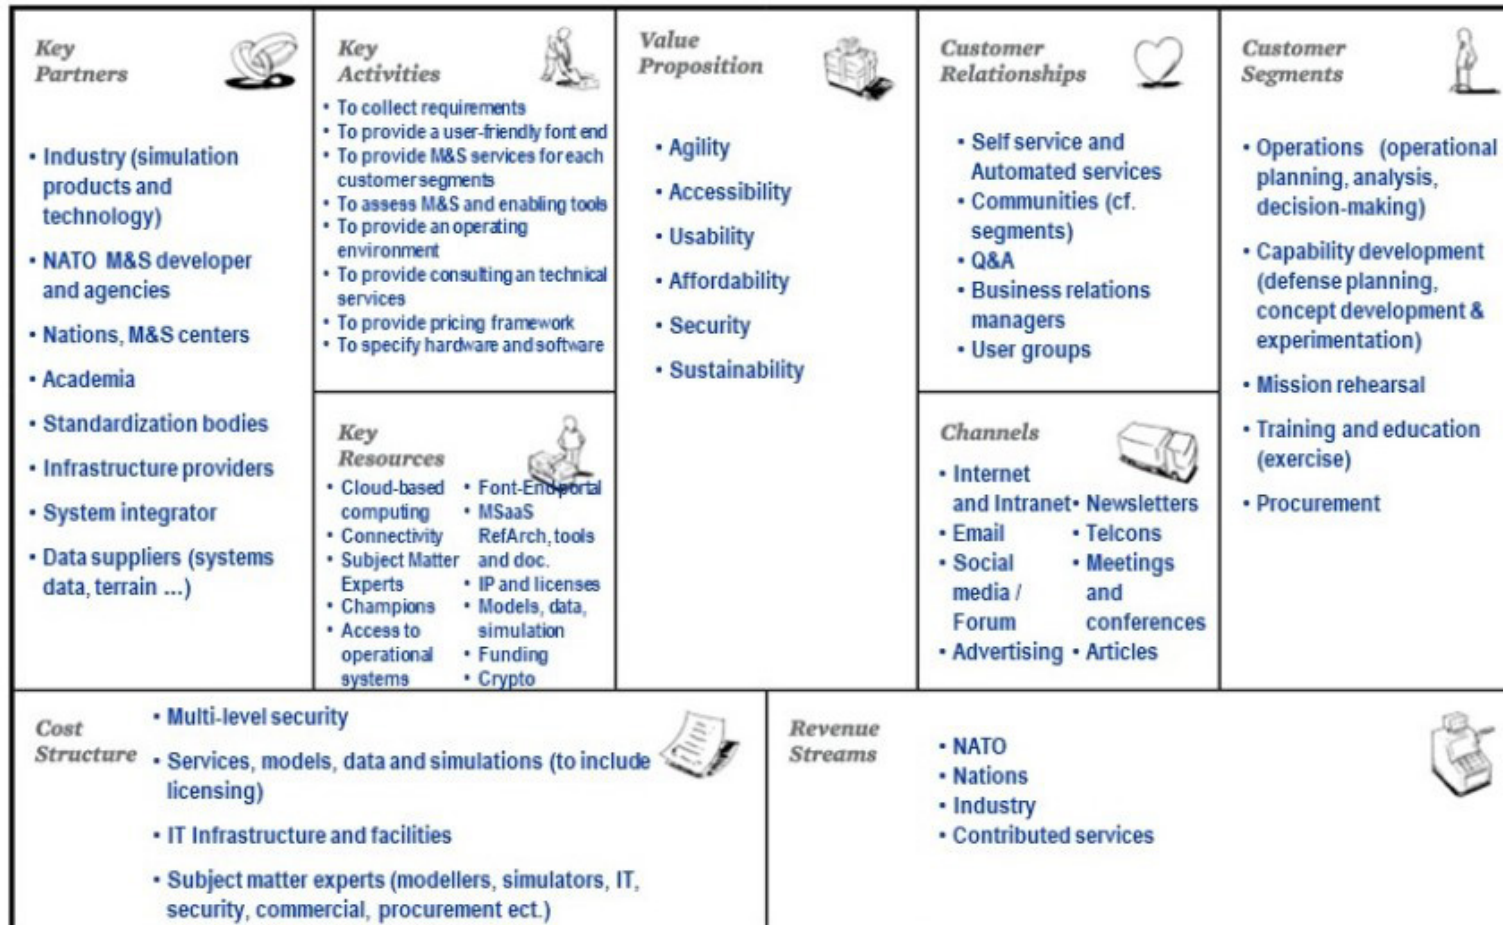 Key
Partners
• Industry (simulation
products and
technology)
• NATO M&S developer
and agencies
• Nations, M&S centers
• Academia
• Standardization bodies
• Infrastructure providers
• System integrator
• Data suppliers (systems
data, terrain ...)
Key
Activities
• To collect requirements
• To provide a user-friendly font end
• To provide M&S services for each
customer segments
• To assess M&S and enabling tools
• To provide an operating
environment
• To provide consulting an technical
services
• To provide pricing framework
• To specify hardware and software
Key
Resources
• Cloud-based
computing
• Connectivity
• Subject Matter
Experts
• Champions
• Access to
operational
systems
• Font-End portal
• MSaaS
RefArch, tools
and doc.
• IP and licenses
• Models, data,
simulation
• Funding
• Crypto
Value
Proposition
• Agility
• Accessibility
• Usability
• Affordability
• Security
• Sustainability
Customer
Relationships
• Self service and
Automated services
• Communities (cf.
segments)
• Q&A
• Business relations
managers
• User groups
Channels
• Internet
and Intranet
• Email
• Social
media /
Forum
• Advertising
• Newsletters
• Telcons
• Meetings
and
conferences
• Articles
Customer
Segments
• Operations (operational
planning, analysis,
decision-making)
• Capability development
(defense planning,
concept development &
experimentation)
• Mission rehearsal
• Training and education
(exercise)
• Procurement
Cost
Structure
• Multi-level security
• Services, models, data and simulations (to include
licensing)
• IT Infrastructure and facilities
• Subject matter experts (modellers, simulators, IT,
security, commercial, procurement ect.)
Revenue
Streams
• NATO
• Nations
• Industry
• Contributed services